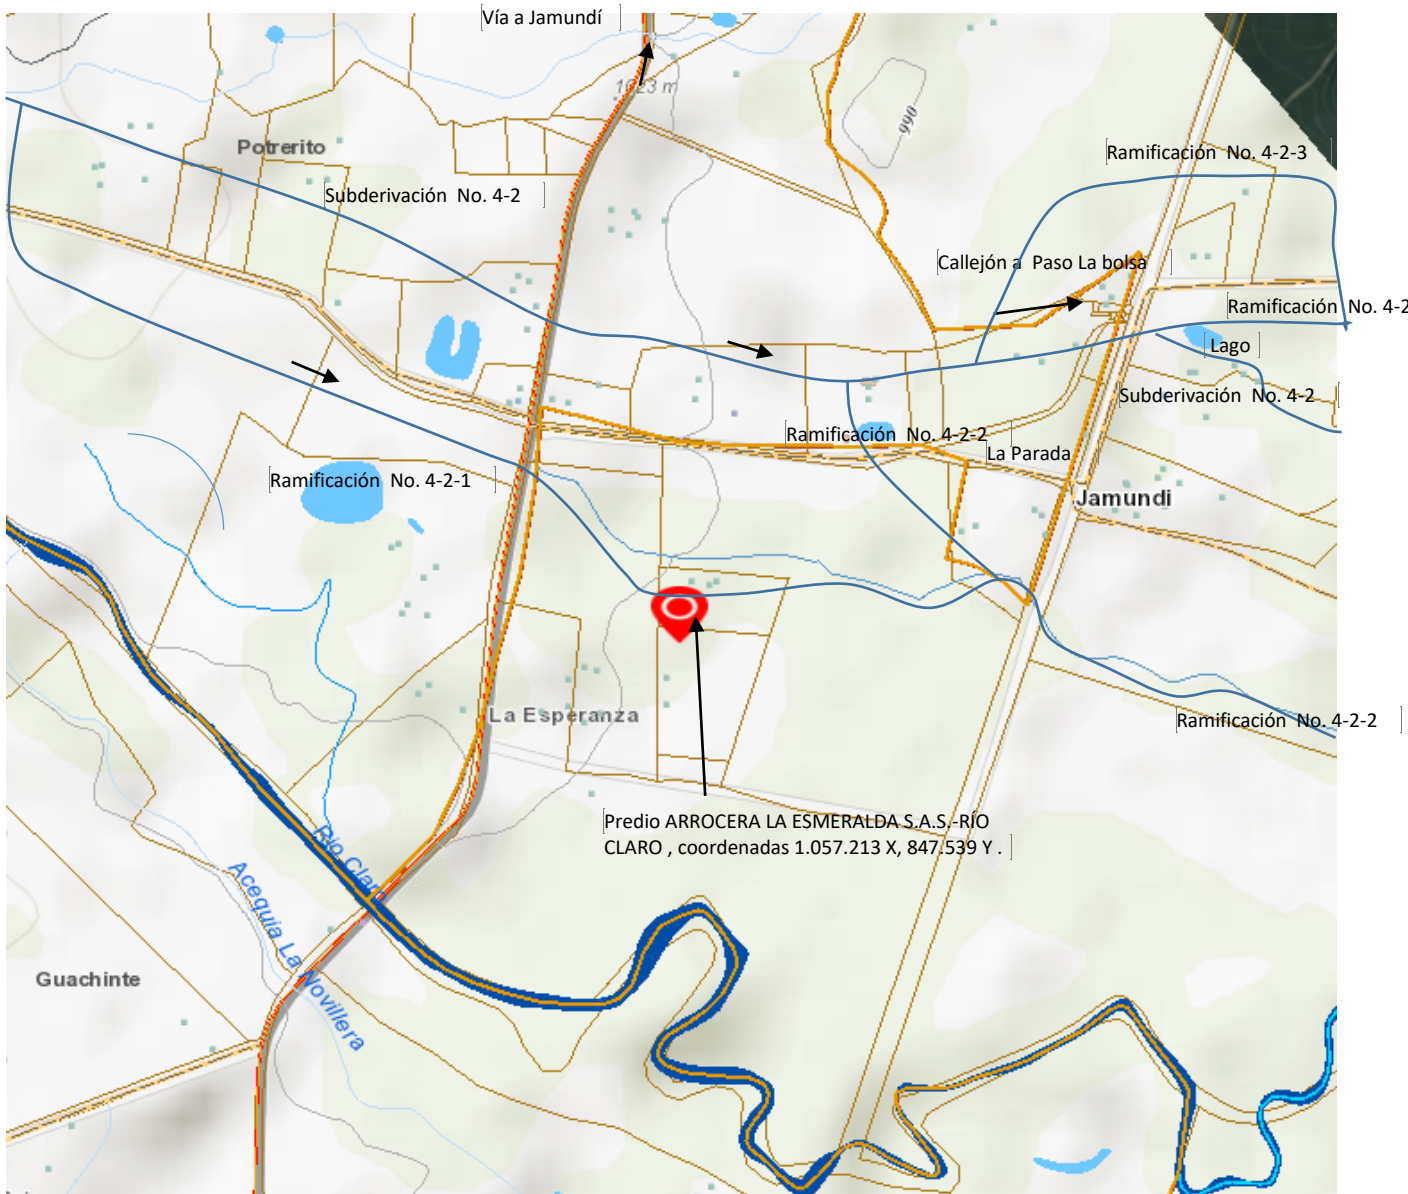 Vía a Jamundí
1023 m
990
Potrerito
Ramificación No. 4-2-3
Subderivación No. 4-2
Callejón a Paso La bolsa
Ramificación No. 4-2
Lago
Subderivación No. 4-2
Ramificación No. 4-2-2
La Parada
Ramificación No. 4-2-1
Jamundi
La Esperanza
Ramificación No. 4-2-2
Predio ARROCERA LA ESMERALDA S.A.S.-RÍO
CLARO , coordenadas 1.057.213 X, 847.539 Y .
Río Claro
Acequia La Novillera
Guachinte